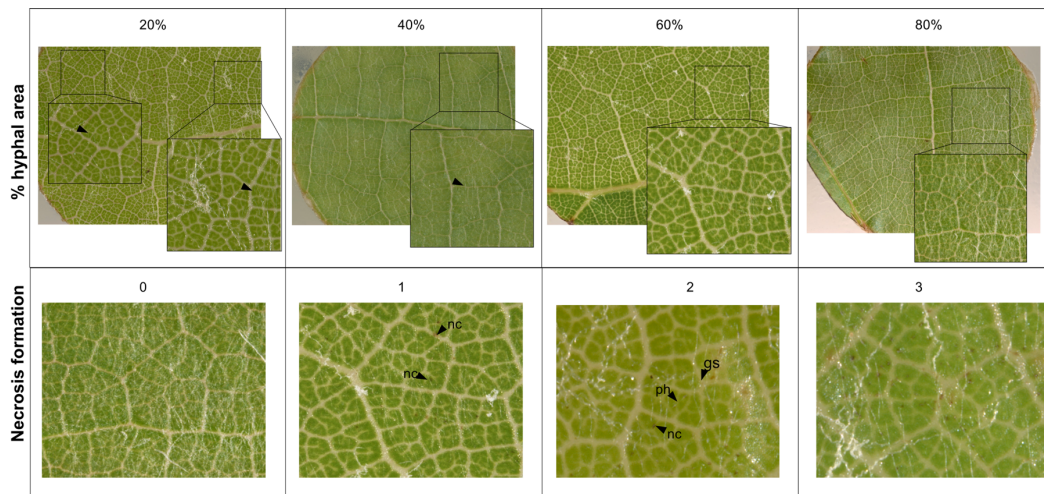 20%
40%
60%
80%
% hyphal area
0
1
2
3
Necrosis formation
nc
nc
gs
ph
nc